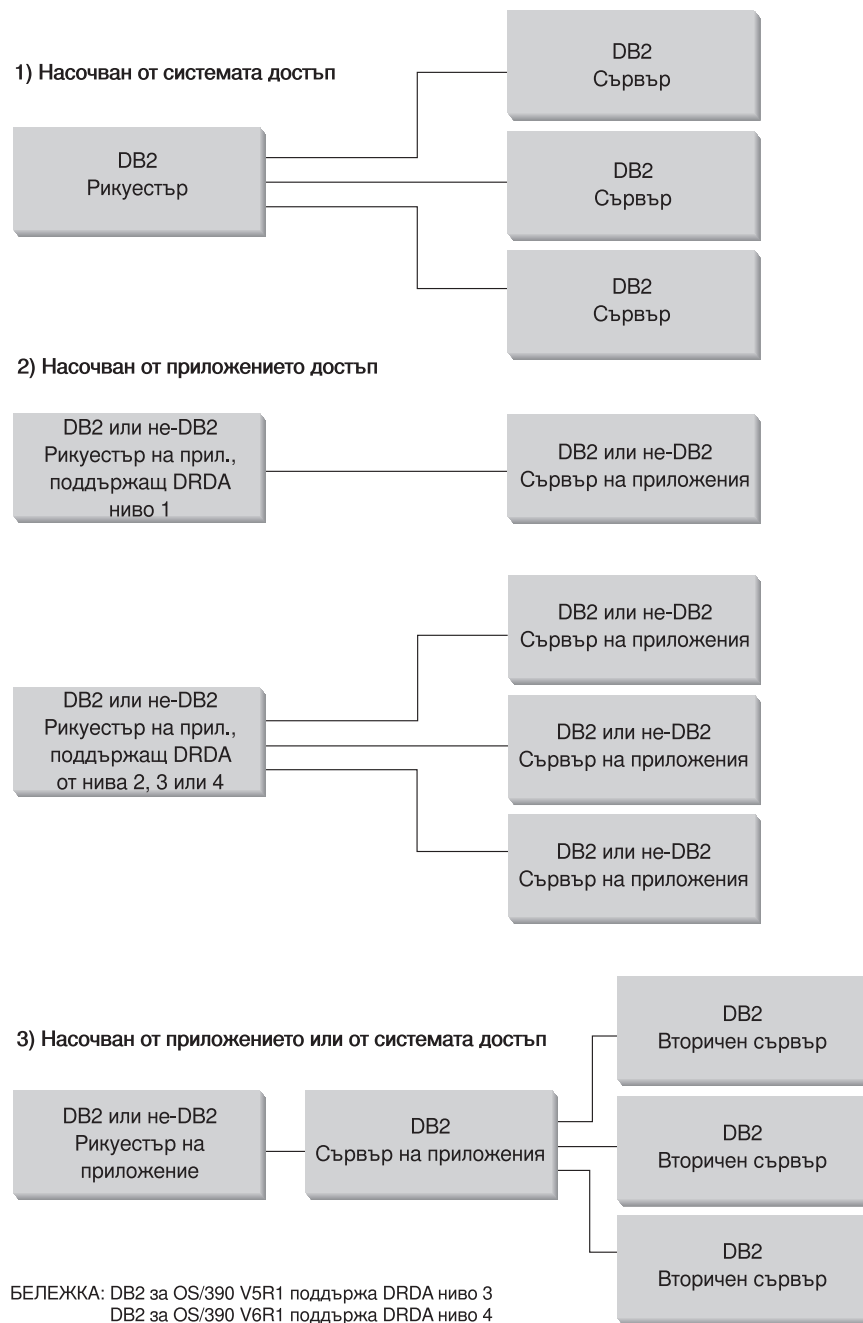 1) Насочван от системата достъп
DB2
Рикуестър
DB2
Сървър
DB2
Сървър
DB2
Сървър
2) Насочван от приложението достъп
DB2 или не-DB2
Рикуестър на прил.,
поддържащ DRDA
ниво 1
DB2 или не-DB2
Сървър на приложения
DB2 или не-DB2
Рикуестър на прил.,
поддържащ DRDA
от нива 2, 3 или 4
DB2 или не-DB2
Сървър на приложения
DB2 или не-DB2
Сървър на приложения
DB2 или не-DB2
Сървър на приложения
3) Насочван от приложението или от системата достъп
DB2 или не-DB2
Рикуестър на
приложение
DB2
Сървър на приложения
DB2
Вторичен сървър
DB2
Вторичен сървър
DB2
Вторичен сървър
БЕЛЕЖКА: DB2 за OS/390 V5R1 поддържа DRDA ниво 3
DB2 за OS/390 V6R1 поддържа DRDA ниво 4